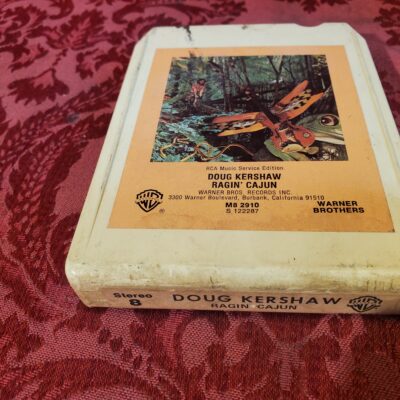 RCA Music Service Edition
DOUG KERSHAW
RAGIN' CAJUN
WARNER BROS. RECORDS INC.
3300 Warner Boulevard, Burbank, California 91510
M8 2910
S 122287
WARNER
BROTHERS
Stereo
8
DOUG KERSHAW
RAGIN' CAJUN